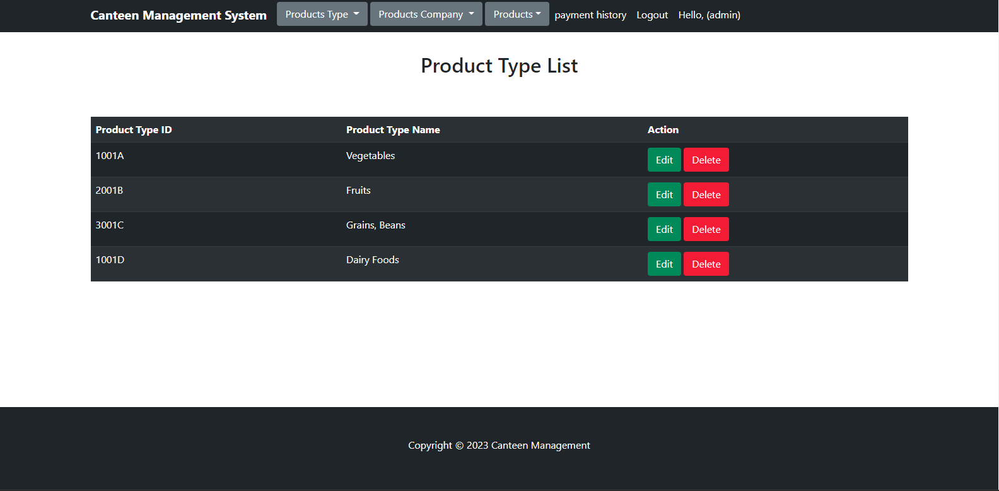 Canteen Management System Products Type Products Company Products payment history Logout Hello, (admin)
Product Type List
Product Type ID Product Type Name Action
1001A Vegetables Edit Delete
2001B Fruits Edit Delete
3001C Grains, Beans Edit Delete
1001D Dairy Foods Edit Delete
Copyright © 2023 Canteen Management